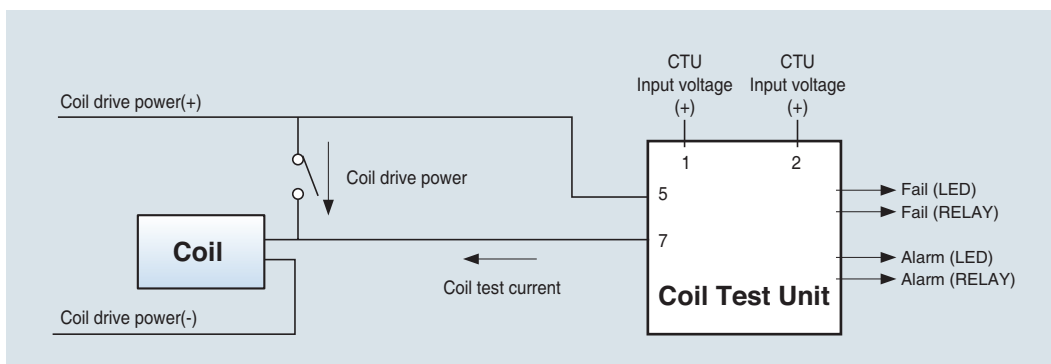 CTU
Input voltage
(+)
CTU
Input voltage
(+)
Coil drive power(+)
1
2
Coil drive power
5
Fail (LED)
Fail (RELAY)
7
Coil
Alarm (LED)
Alarm (RELAY)
Coil test current
Coil Test Unit
Coil drive power(-)